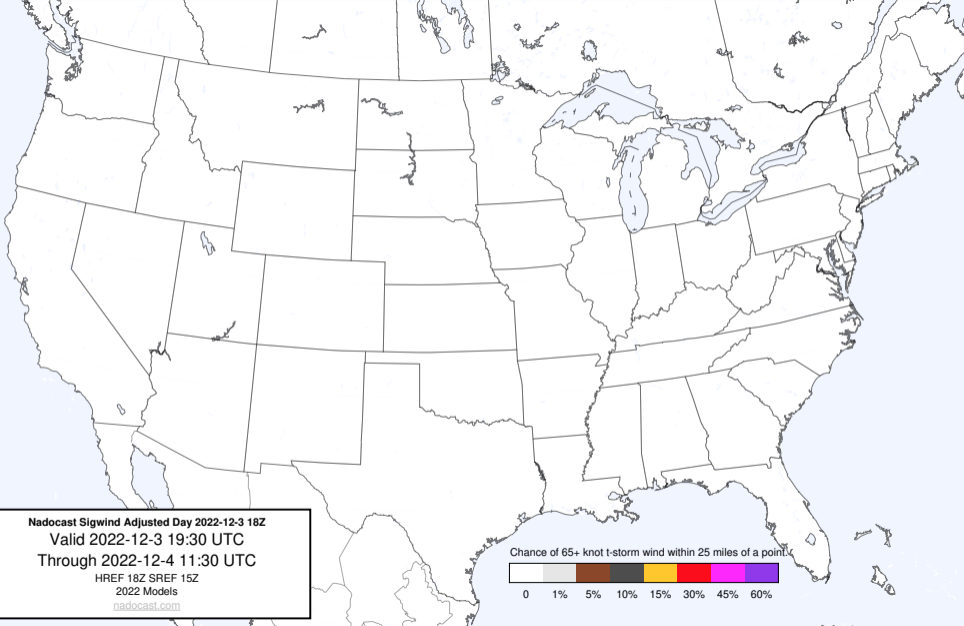 Nadocast Sigwind Adjusted Day 2022-12-3 18Z
Valid 2022-12-3 19:30 UTC
Through 2022-12-4 11:30 UTC
HREF 18Z SREF 15Z
2022 Models
nadocast.com
Chance of 65+ knot t-storm wind within 25 miles of a point.
0 1% 5% 10% 15% 30% 45% 60%